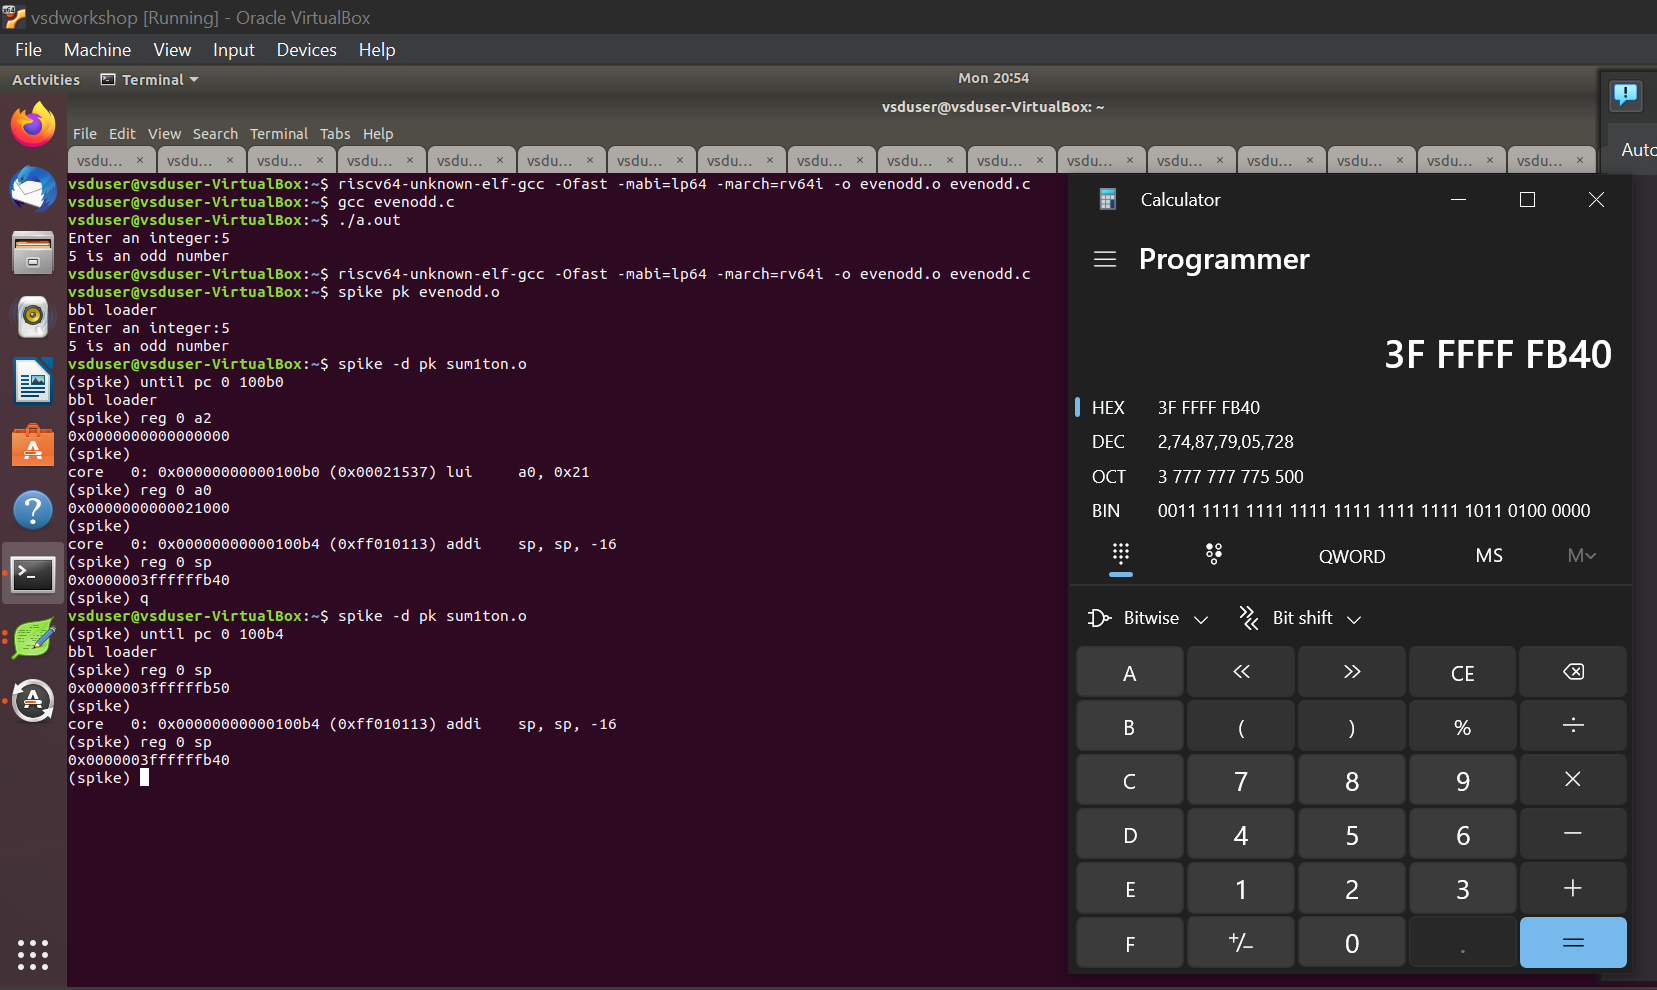 vsdworkshop [Running] - Oracle VirtualBox
File Machine View Input Devices Help
Activities Terminal Mon 20:54
vsduser@vsduser-VirtualBox: ~
File Edit View Search Terminal Tabs Help
Auto
vsdu... × vsdu... × vsdu... × vsdu... × vsdu... × vsdu... × vsdu... × vsdu... × vsdu... × vsdu... × vsdu... × vsdu... × vsdu... × vsdu... × vsdu... × vsdu... × vsdu... ×
vsduser@vsduser-VirtualBox:~$ riscv64-unknown-elf-gcc -Ofast -mabi=lp64 -march=rv64i -o evenodd.o evenodd.c
vsduser@vsduser-VirtualBox:~$ gcc evenodd.c
vsduser@vsduser-VirtualBox:~$ ./a.out
Enter an integer:5
5 is an odd number
vsduser@vsduser-VirtualBox:~$ riscv64-unknown-elf-gcc -Ofast -mabi=lp64 -march=rv64i -o evenodd.o evenodd.c
vsduser@vsduser-VirtualBox:~$ spike pk evenodd.o
bbl loader
Enter an integer:5
5 is an odd number
vsduser@vsduser-VirtualBox:~$ spike -d pk sum1ton.o
(spike) until pc 0 100b0
bbl loader
(spike) reg 0 a2
0x0000000000000000
(spike)
core   0: 0x00000000000100b0 (0x00021537) lui     a0, 0x21
(spike) reg 0 a0
0x0000000000021000
(spike)
core   0: 0x00000000000100b4 (0xff010113) addi    sp, sp, -16
(spike) reg 0 sp
0x0000003ffffffb40
(spike) q
vsduser@vsduser-VirtualBox:~$ spike -d pk sum1ton.o
(spike) until pc 0 100b4
bbl loader
(spike) reg 0 sp
0x0000003ffffffb50
(spike)
core   0: 0x00000000000100b4 (0xff010113) addi    sp, sp, -16
(spike) reg 0 sp
0x0000003ffffffb40
(spike)
Calculator
Programmer
3F FFFF FB40
HEX 3F FFFF FB40
DEC 2,74,87,79,05,728
OCT 3 777 777 775 500
BIN 0011 1111 1111 1111 1111 1111 1111 1011 0100 0000
QWORD MS M
Bitwise Bit shift
A « » CE
B ( ) % ÷
C 7 8 9 ×
D 4 5 6 −
E 1 2 3 +
F +/− 0 . =